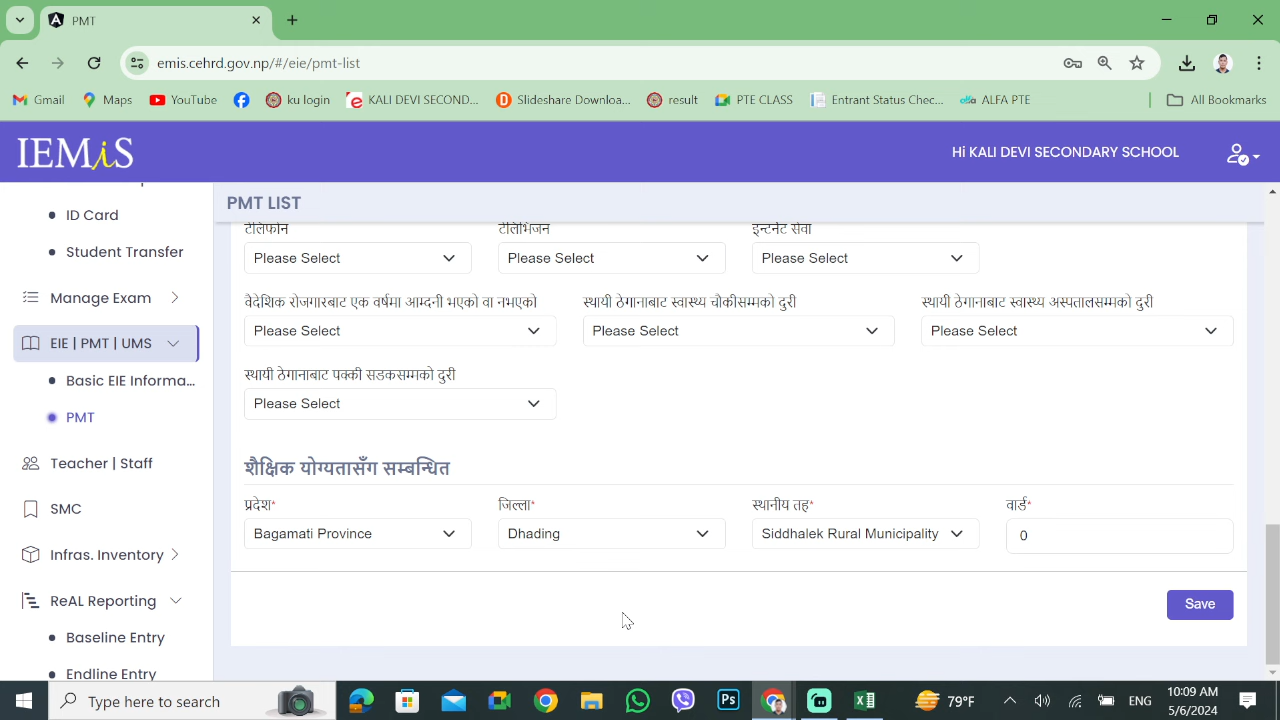 PMT
emis.cehrd.gov.np/#/eie/pmt-list
Gmail
Maps
YouTube
ku login
KALI DEVI SECOND...
Slideshare Downloa...
result
PTE CLASS
Entrant Status Chec...
ALFA PTE
All Bookmarks
IEMiS
Hi KALI DEVI SECONDARY SCHOOL
ID Card
Student Transfer
Manage Exam
EIE | PMT | UMS
Basic EIE Informa...
PMT
Teacher | Staff
SMC
Infras. Inventory
ReAL Reporting
Baseline Entry
Endline Entry
PMT LIST
टेलिफोन टेलिभिजन इन्टर्नेट सेवा
Please Select Please Select Please Select
वैदेशिक रोजगारबाट एक वर्षमा आम्दनी भएको वा नभएको स्थायी ठेगानाबाट स्वास्थ्य चौकीसम्मको दुरी स्थायी ठेगानाबाट स्वास्थ्य अस्पतालसम्मको दुरी
Please Select Please Select Please Select
स्थायी ठेगानाबाट पक्की सडकसम्मको दुरी
Please Select
शैक्षिक योग्यतासँग सम्बन्धित
प्रदेश* जिल्ला* स्थानीय तह* वार्ड*
Bagamati Province Dhading Siddhalek Rural Municipality 0
Save
Type here to search
79°F
ENG
10:09 AM
5/6/2024